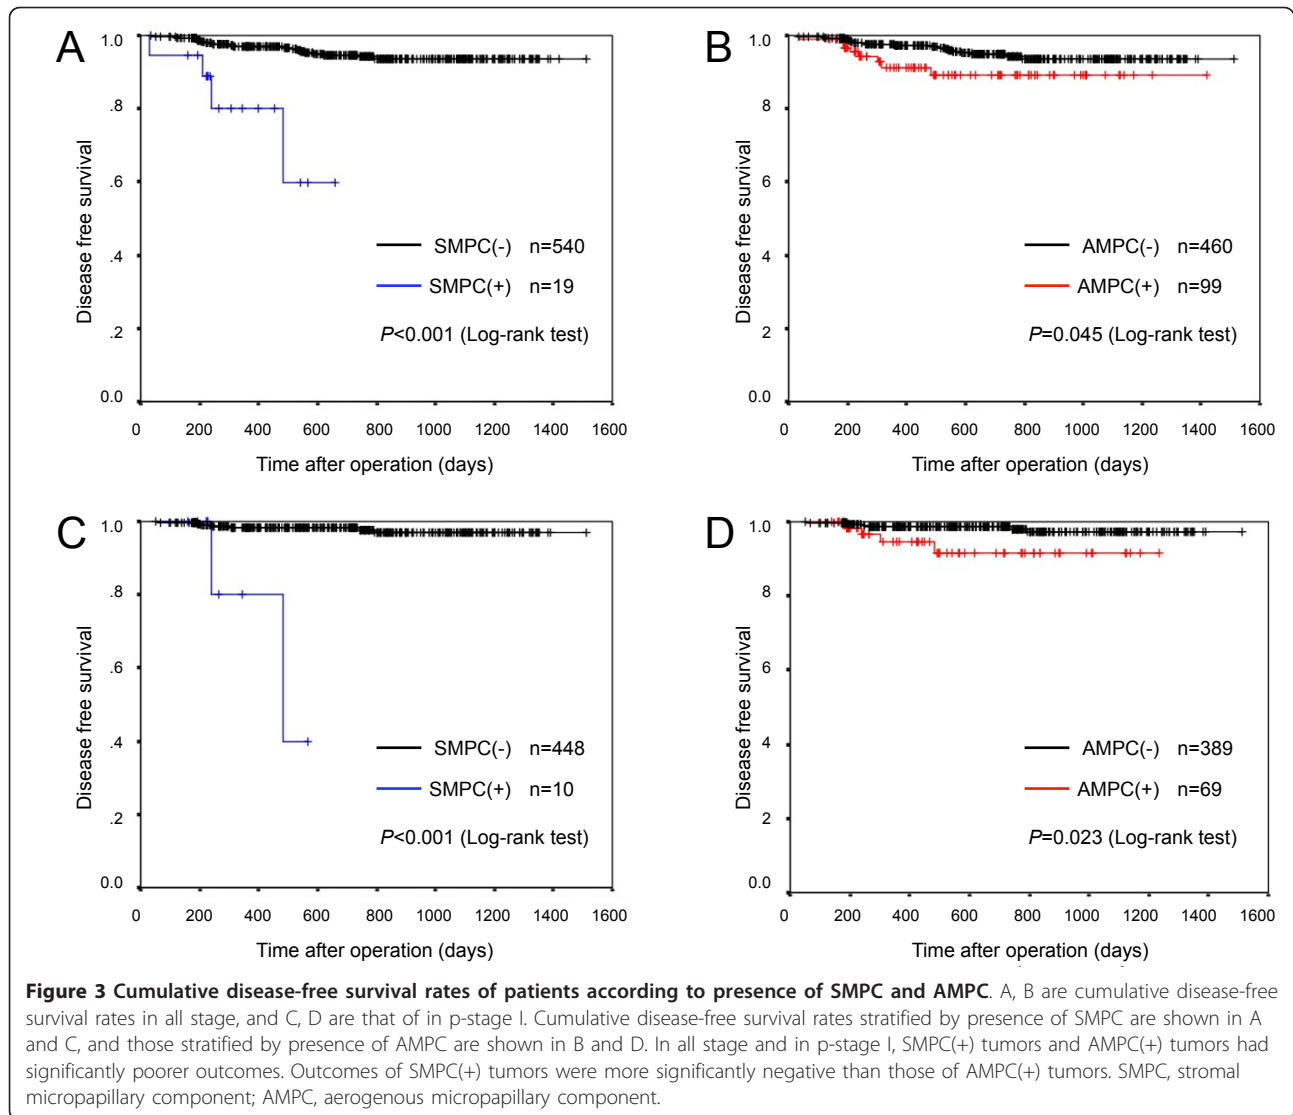 A
1.0
.8
.6
.4
.2
0.0
Disease free survival
SMPC(-) n=540
SMPC(+) n=19
P<0.001 (Log-rank test)
0 200 400 600 800 1000 1200 1400 1600
Time after operation (days)
B
1.0
8
6
4
2
0.0
Disease free survival
AMPC(-) n=460
AMPC(+) n=99
P=0.045 (Log-rank test)
0 200 400 600 800 1000 1200 1400 1600
Time after operation (days)
C
1.0
.8
.6
.4
.2
0.0
Disease free survival
SMPC(-) n=448
SMPC(+) n=10
P<0.001 (Log-rank test)
0 200 400 600 800 1000 1200 1400 1600
Time after operation (days)
D
1.0
8
6
4
2
0.0
Disease free survival
AMPC(-) n=389
AMPC(+) n=69
P=0.023 (Log-rank test)
0 200 400 600 800 1000 1200 1400 1600
Time after operation (days)
Figure 3 Cumulative disease-free survival rates of patients according to presence of SMPC and AMPC. A, B are cumulative disease-free
survival rates in all stage, and C, D are that of in p-stage I. Cumulative disease-free survival rates stratified by presence of SMPC are shown in A
and C, and those stratified by presence of AMPC are shown in B and D. In all stage and in p-stage I, SMPC(+) tumors and AMPC(+) tumors had
significantly poorer outcomes. Outcomes of SMPC(+) tumors were more significantly negative than those of AMPC(+) tumors. SMPC, stromal
micropapillary component; AMPC, aerogenous micropapillary component.